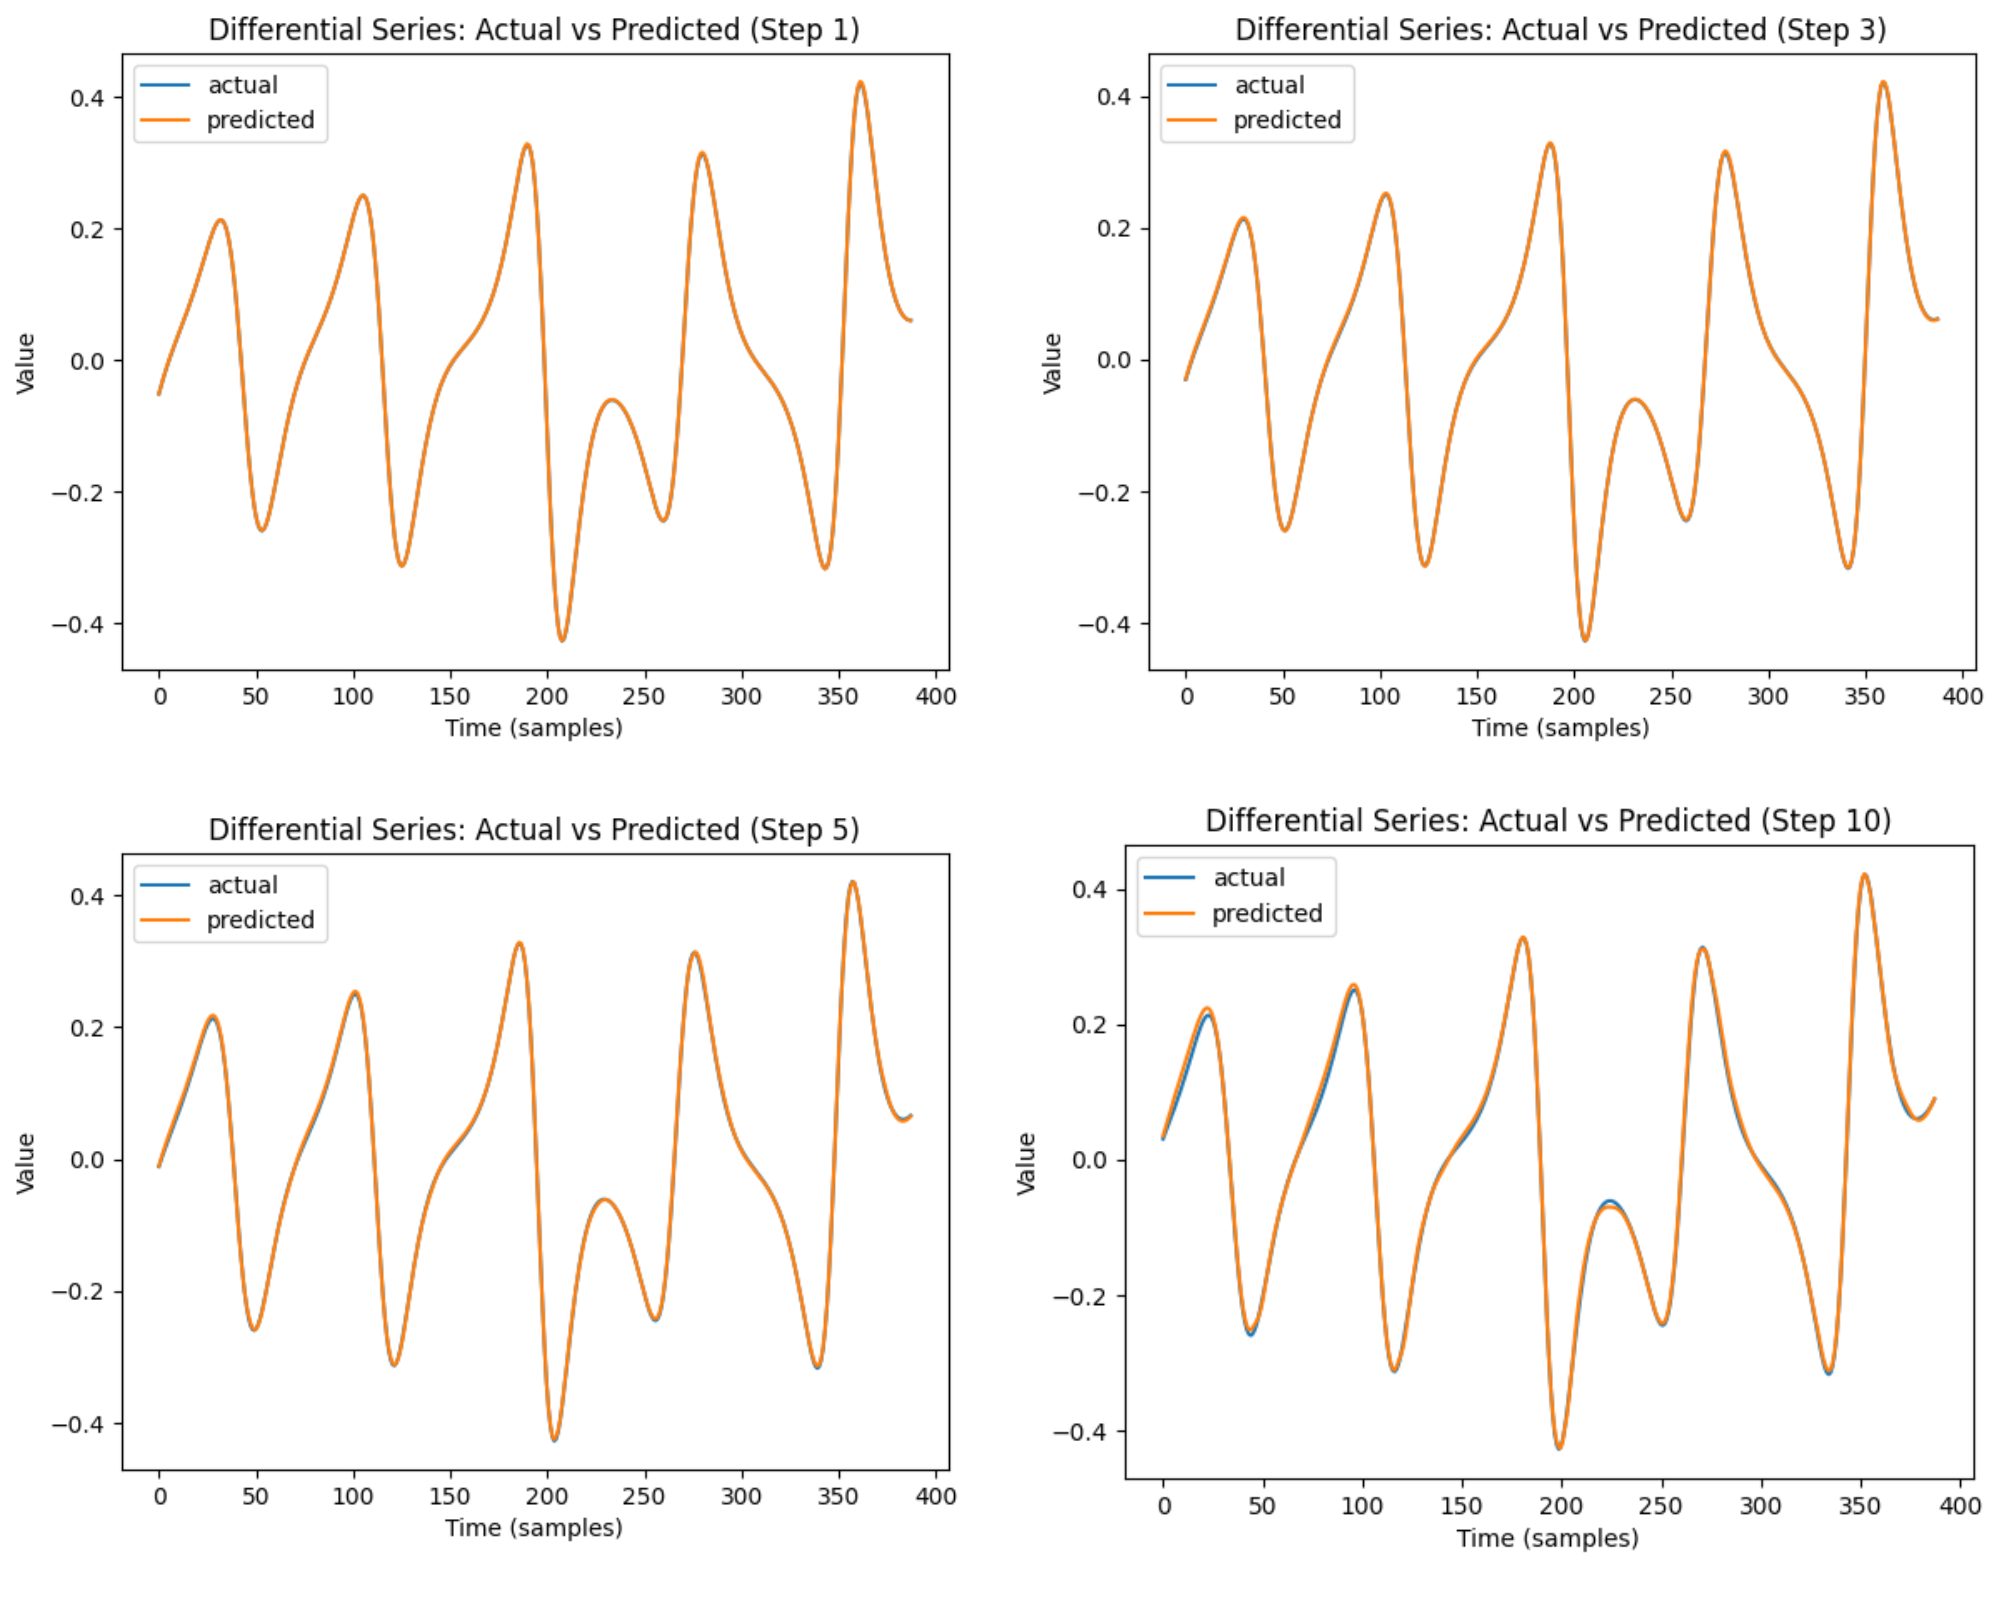 Differential Series: Actual vs Predicted (Step 1)
actual
predicted
0.4
0.2
0.0
−0.2
−0.4
Value
0 50 100 150 200 250 300 350 400
Time (samples)
Differential Series: Actual vs Predicted (Step 3)
actual
predicted
0.4
0.2
0.0
−0.2
−0.4
Value
0 50 100 150 200 250 300 350 400
Time (samples)
Differential Series: Actual vs Predicted (Step 5)
actual
predicted
0.4
0.2
0.0
−0.2
−0.4
Value
0 50 100 150 200 250 300 350 400
Time (samples)
Differential Series: Actual vs Predicted (Step 10)
actual
predicted
0.4
0.2
0.0
−0.2
−0.4
Value
0 50 100 150 200 250 300 350 400
Time (samples)